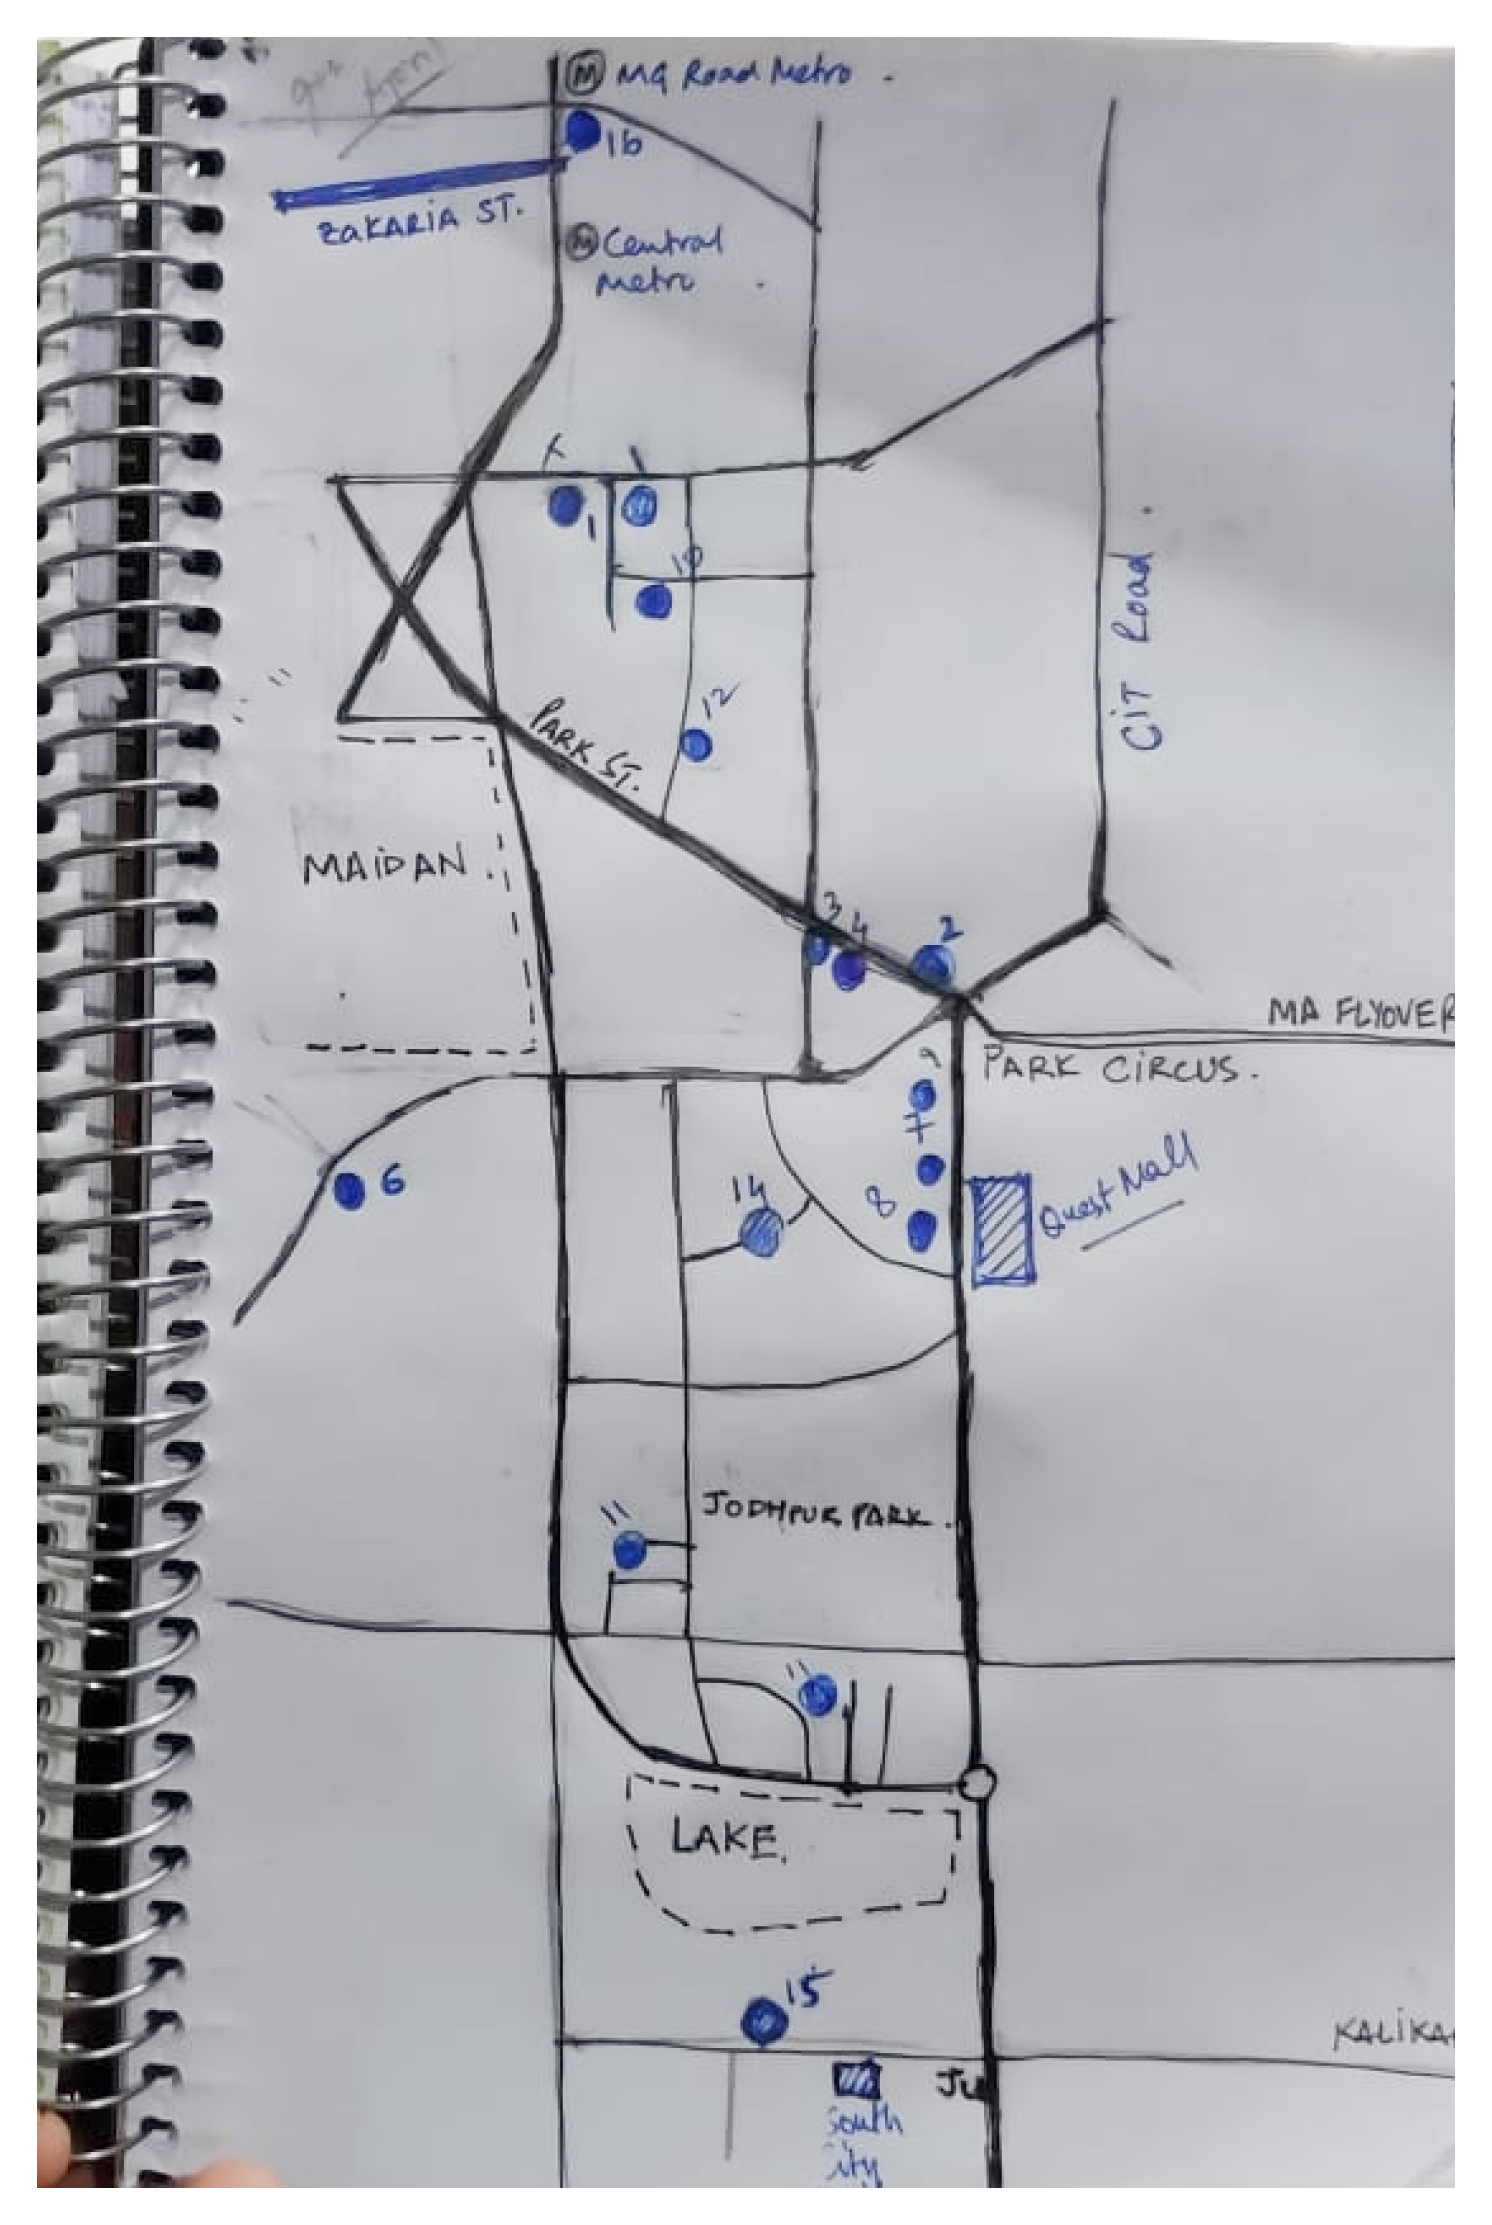 M MG Road Metro .
16
ZAKARIA ST.
M Central
Metro
1
10
CIT Road
12
PARK ST.
MAIDAN
3
4
2
MA FLYOVER
PARK CIRCUS.
9
7
6
14
8
Quest Mall
JODHPUR PARK
11
11
LAKE
15
KALIKA
Ju
South
City